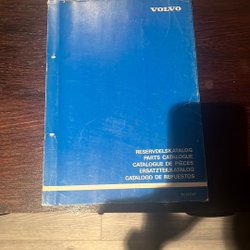 VOLVO
RESERVDELSKATALOG
PARTS CATALOGUE
CATALOGUE DE PIECES
ERSATZTEILKATALOG
CATALOGO DE REPUESTOS